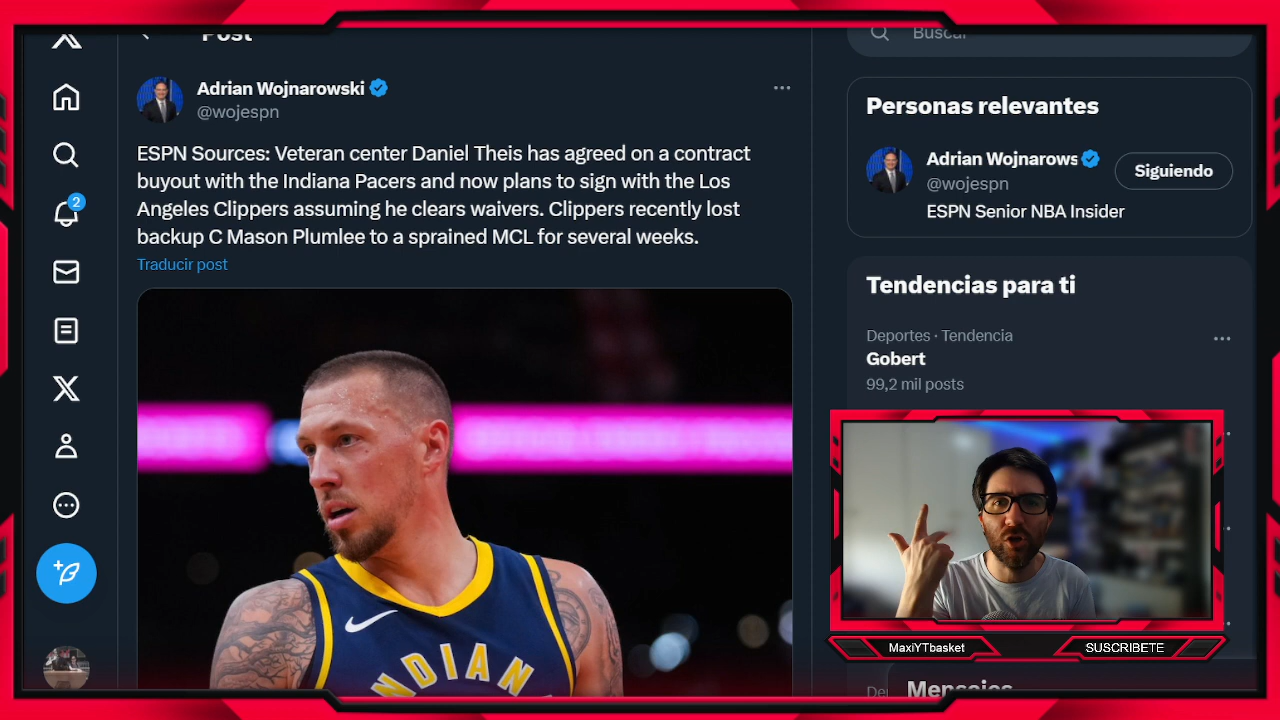 Post
Adrian Wojnarowski
@wojespn
ESPN Sources: Veteran center Daniel Theis has agreed on a contract
buyout with the Indiana Pacers and now plans to sign with the Los
Angeles Clippers assuming he clears waivers. Clippers recently lost
backup C Mason Plumlee to a sprained MCL for several weeks.
Traducir post
2
INDIAN
Buscar
Personas relevantes
Adrian Wojnarows
@wojespn
Siguiendo
ESPN Senior NBA Insider
Tendencias para ti
Deportes · Tendencia
Gobert
99,2 mil posts
MaxiYTbasket
SUSCRIBETE
De
Mensajes